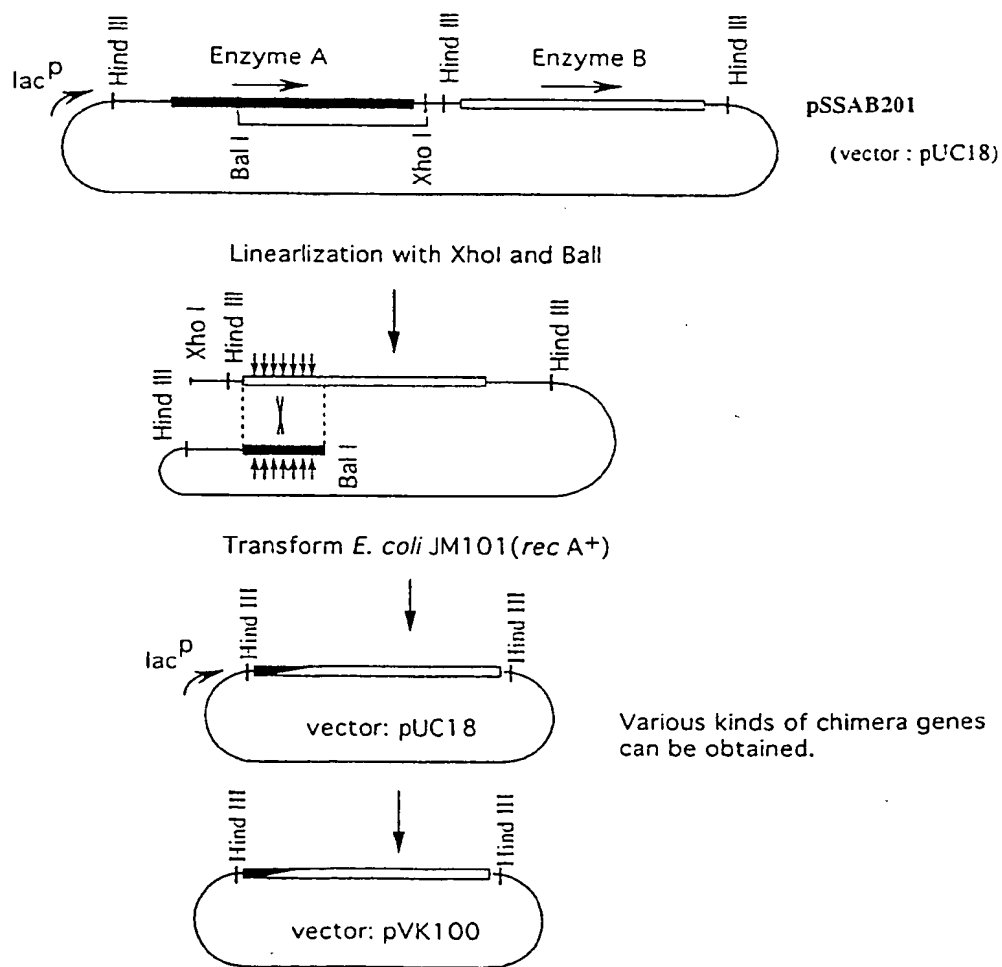 lac p
Hind III
Enzyme A
Hind III
Enzyme B
Hind III
pSSAB201
(vector : pUC18)
Bal I
Xho I
Linearlization with XhoI and BalI
Xho I
Hind III
Hind III
Hind III
Bal I
Transform E. coli JM101(rec A+)
lac p
Hind III
Hind III
vector: pUC18
Various kinds of chimera genes
can be obtained.
Hind III
Hind III
vector: pVK100